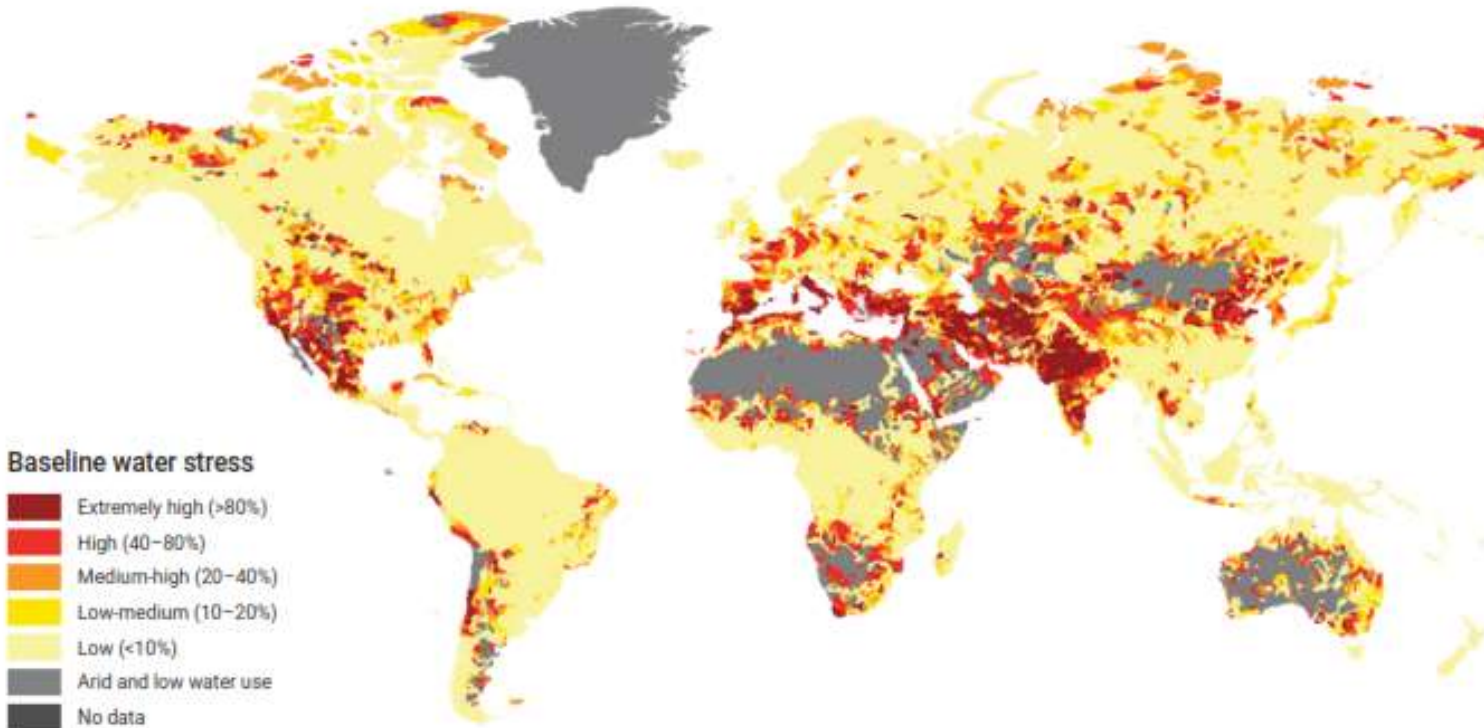 Baseline water stress
Extremely high (>80%)
High (40–80%)
Medium-high (20–40%)
Low-medium (10–20%)
Low (<10%)
Arid and low water use
No data